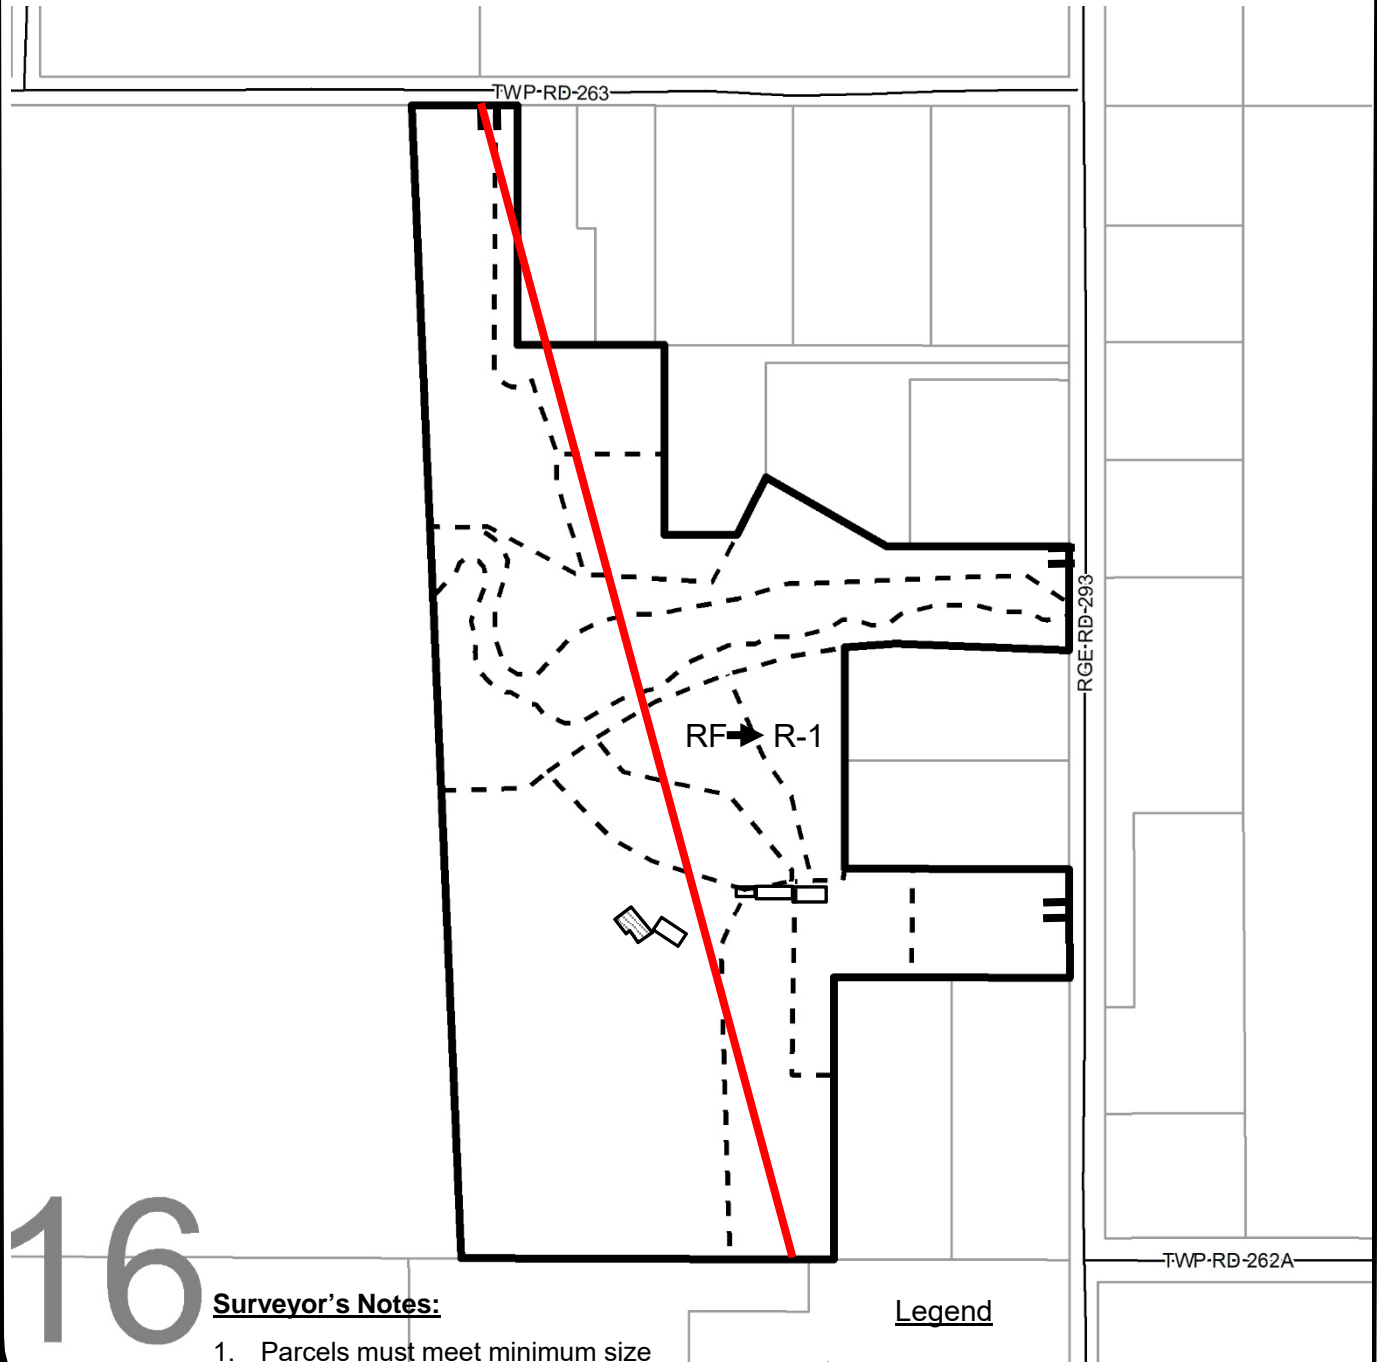 TWP-RD-263
RGE-RD-293
RF R-1
TWP-RD-262A
16
Surveyor's Notes:
1. Parcels must meet minimum size
Legend